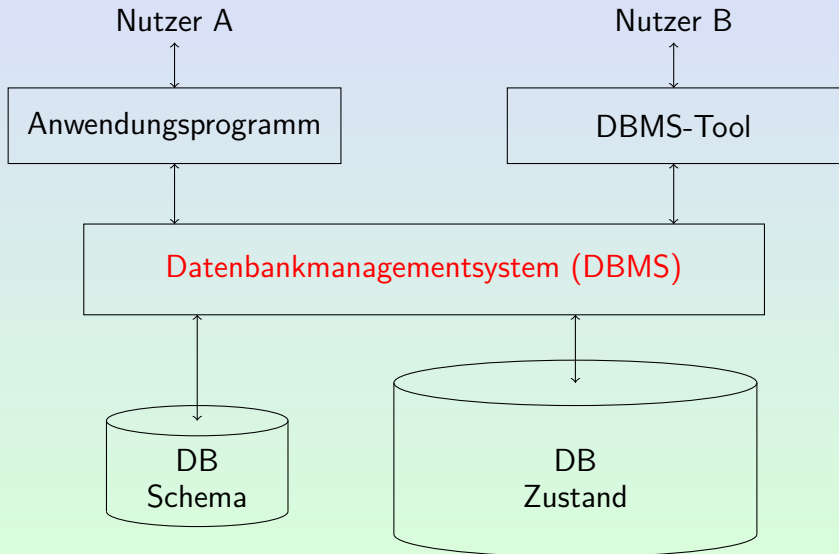 Nutzer A
Nutzer B
Anwendungsprogramm
DBMS-Tool
Datenbankmanagementsystem (DBMS)
DB
Schema
DB
Zustand